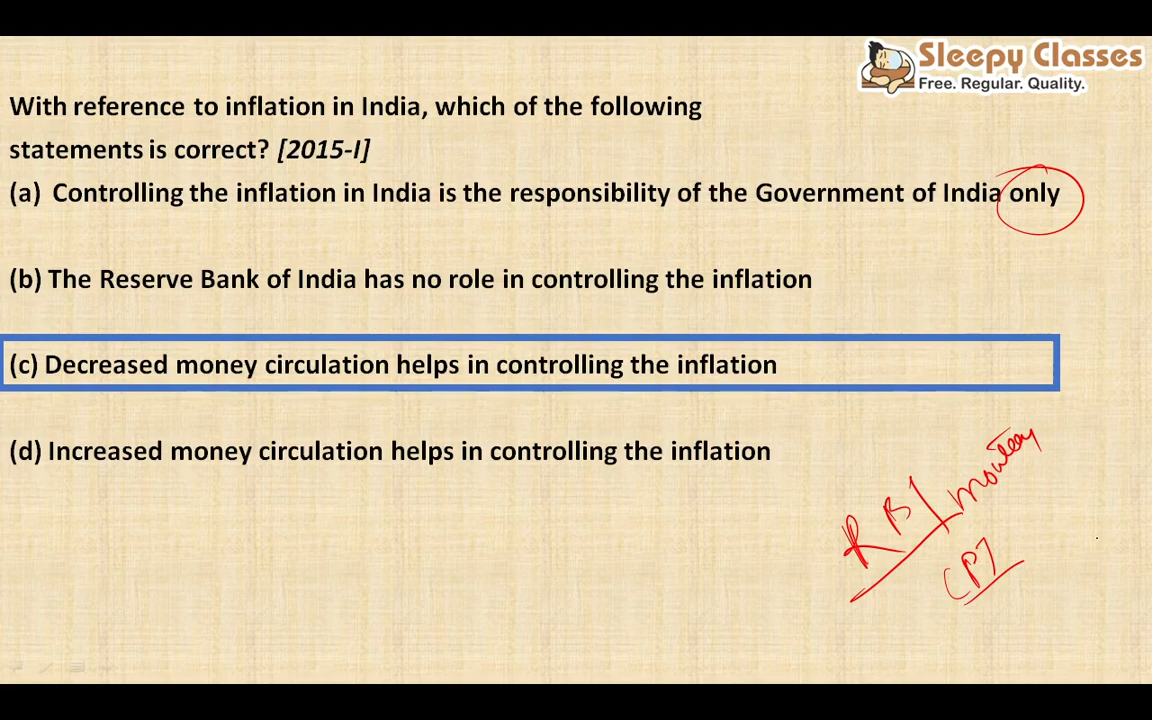 Sleepy Classes
Free. Regular. Quality.
With reference to inflation in India, which of the following
statements is correct? [2015-I]
(a) Controlling the inflation in India is the responsibility of the Government of India only
(b) The Reserve Bank of India has no role in controlling the inflation
(c) Decreased money circulation helps in controlling the inflation
(d) Increased money circulation helps in controlling the inflation
RBI
CPI